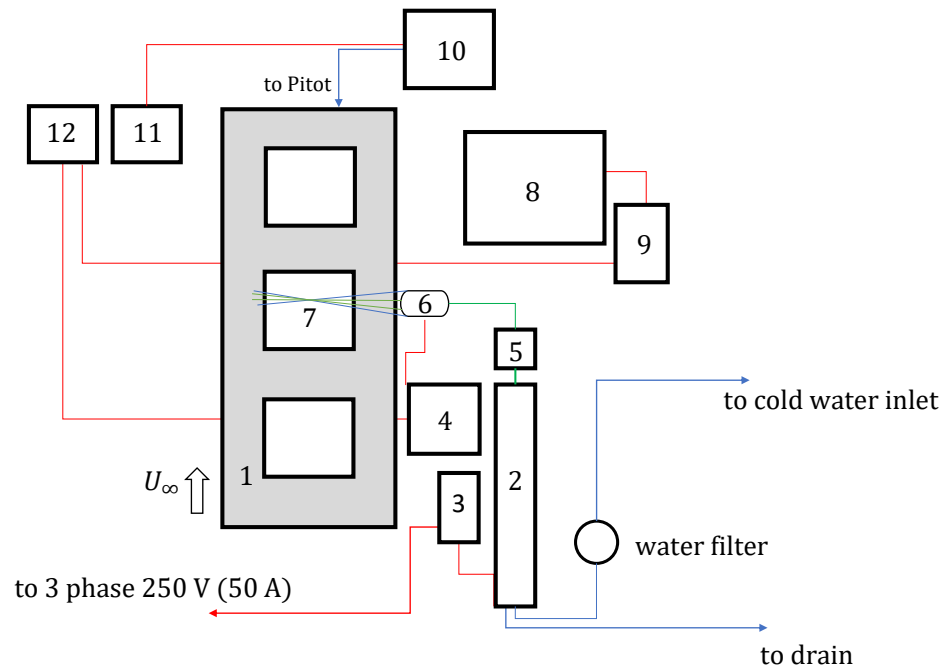 10
to Pitot
12
11
8
9
6
7
5
to cold water inlet
4
1
2
U∞
3
water filter
to 3 phase 250 V (50 A)
to drain